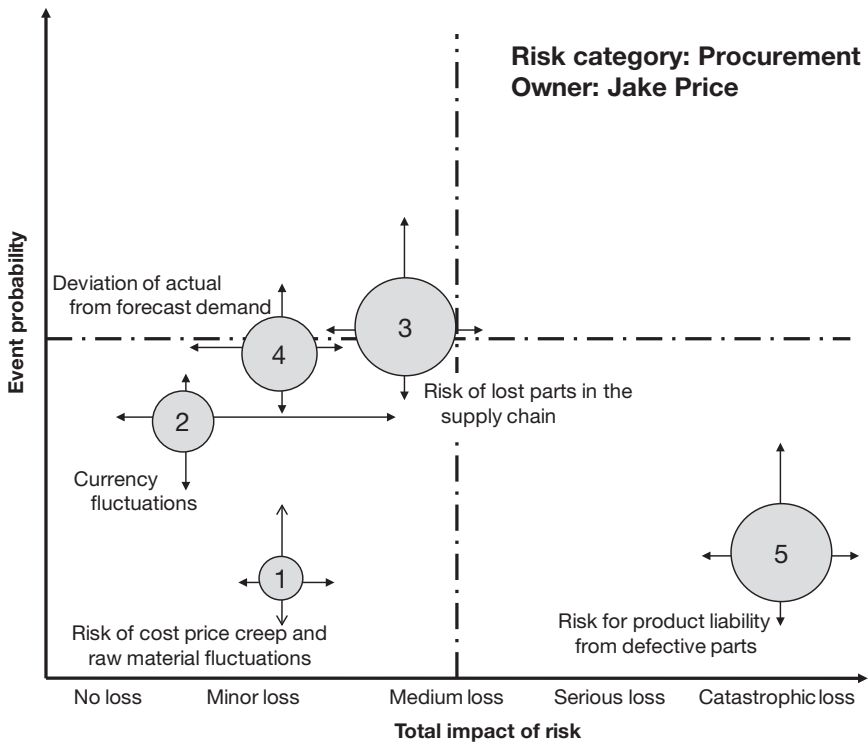 Risk category: Procurement
Owner: Jake Price
Event probability
Deviation of actual
from forecast demand
3
4
Risk of lost parts in the
supply chain
2
Currency
fluctuations
5
1
Risk for product liability
from defective parts
Risk of cost price creep and
raw material fluctuations
No loss
Minor loss
Medium loss
Serious loss
Catastrophic loss
Total impact of risk